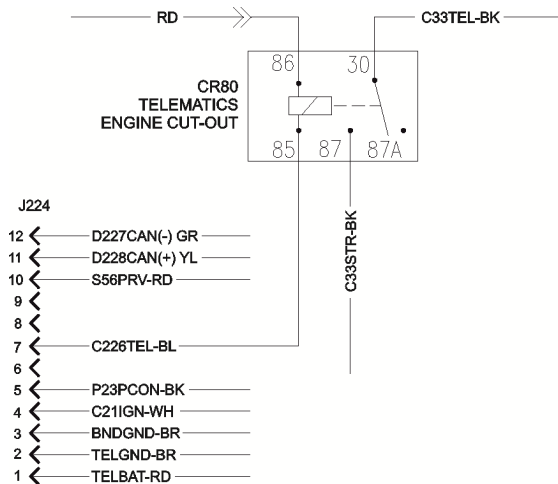 RD
C33TEL-BK
86 30
CR80
TELEMATICS
ENGINE CUT-OUT
85 87 87A
C33STR-BK
J224
12 D227CAN(-) GR
11 D228CAN(+) YL
10 S56PRV-RD
9
8
7 C226TEL-BL
6
5 P23PCON-BK
4 C21IGN-WH
3 BNDGND-BR
2 TELGND-BR
1 TELBAT-RD